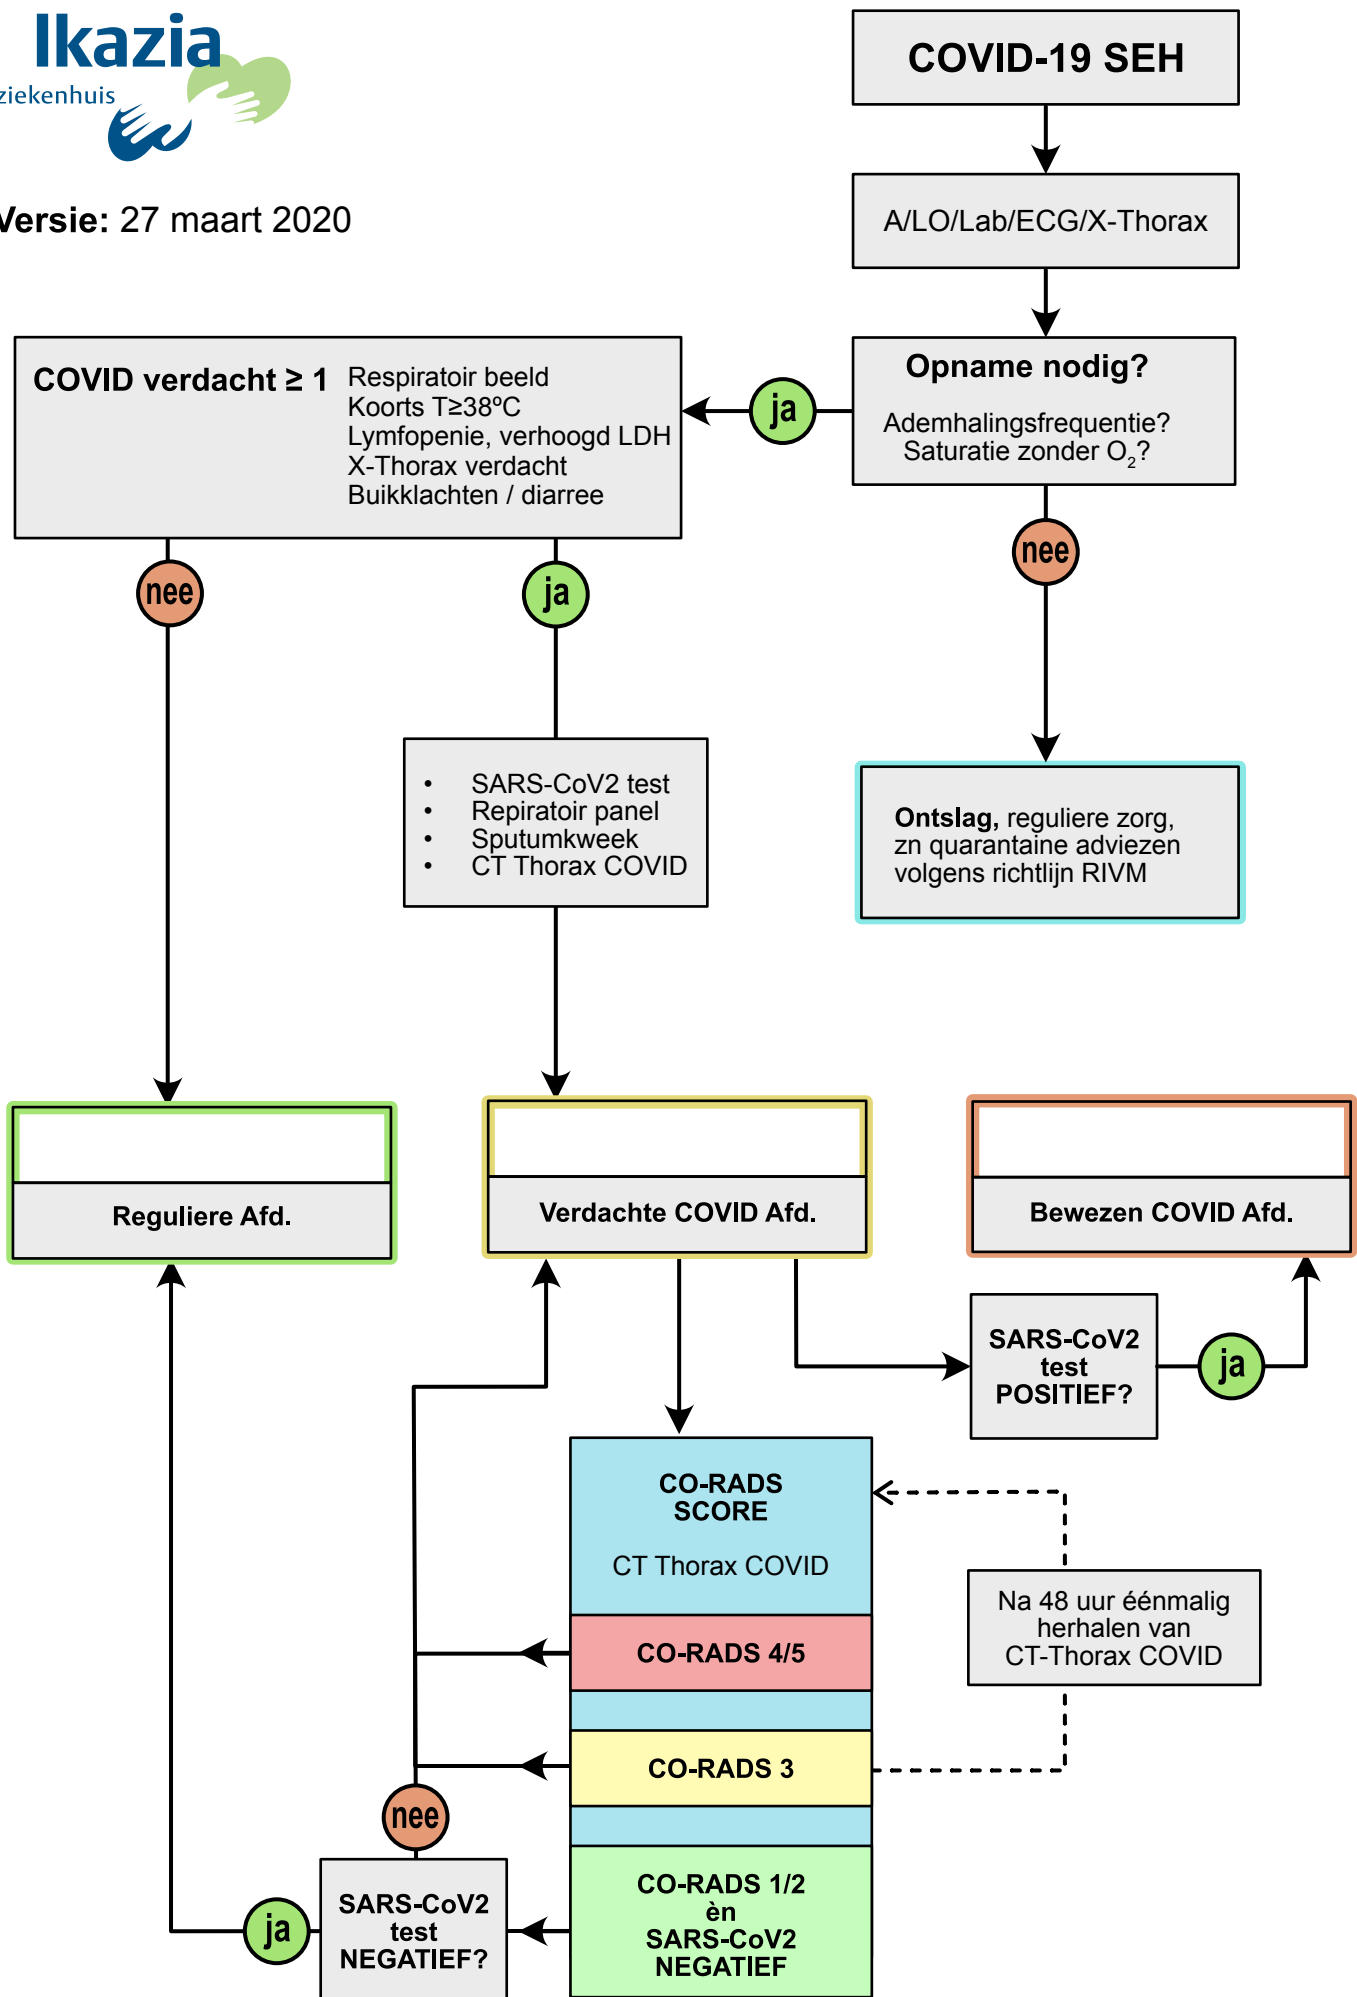 Ikazia
ziekenhuis
Versie: 27 maart 2020
COVID-19 SEH
A/LO/Lab/ECG/X-Thorax
Opname nodig?
Ademhalingsfrequentie?
Saturatie zonder O₂?
ja
COVID verdacht ≥ 1
Respiratoir beeld
Koorts T≥38ºC
Lymfopenie, verhoogd LDH
X-Thorax verdacht
Buikklachten / diarree
nee
nee
ja
• SARS-CoV2 test
• Repiratoir panel
• Sputumkweek
• CT Thorax COVID
Ontslag, reguliere zorg,
zn quarantaine adviezen
volgens richtlijn RIVM
Reguliere Afd.
Verdachte COVID Afd.
Bewezen COVID Afd.
SARS-CoV2
test
POSITIEF?
ja
CO-RADS
SCORE
CT Thorax COVID
CO-RADS 4/5
CO-RADS 3
Na 48 uur éénmalig
herhalen van
CT-Thorax COVID
nee
CO-RADS 1/2
èn
SARS-CoV2
NEGATIEF
SARS-CoV2
test
NEGATIEF?
ja